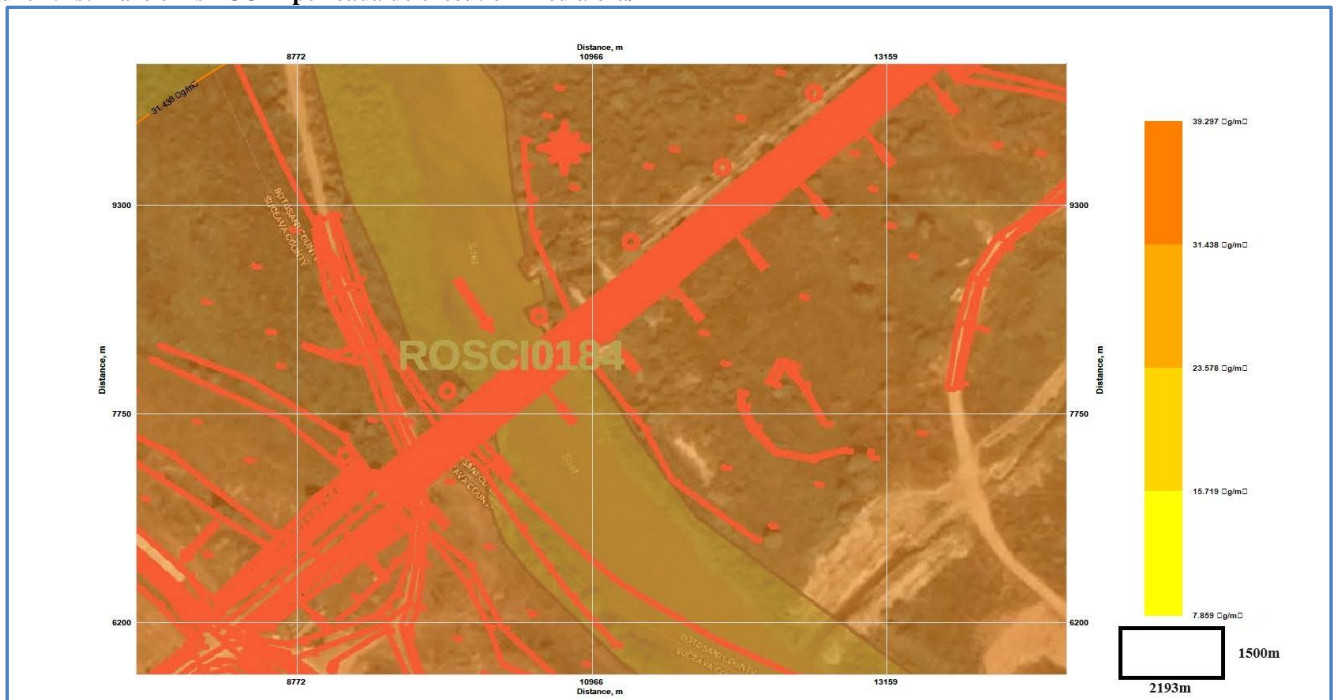 Distance, m
8772 10966 13159
39.297 □g/m□
31.438 □g/m□
BOTOSANI COUNTY
SUCEAVA COUNTY
9300 9300
31.438 □g/m□
Siret
ROSCI0184
Distance, m
Distance, m
23.578 □g/m□
7750 7750
Siret
15.719 □g/m□
6200 6200
7.859 □g/m□
BOTOSANI COUNTY
SUCEAVA COUNTY
1500m
8772 10966 13159
Distance, m
2193m